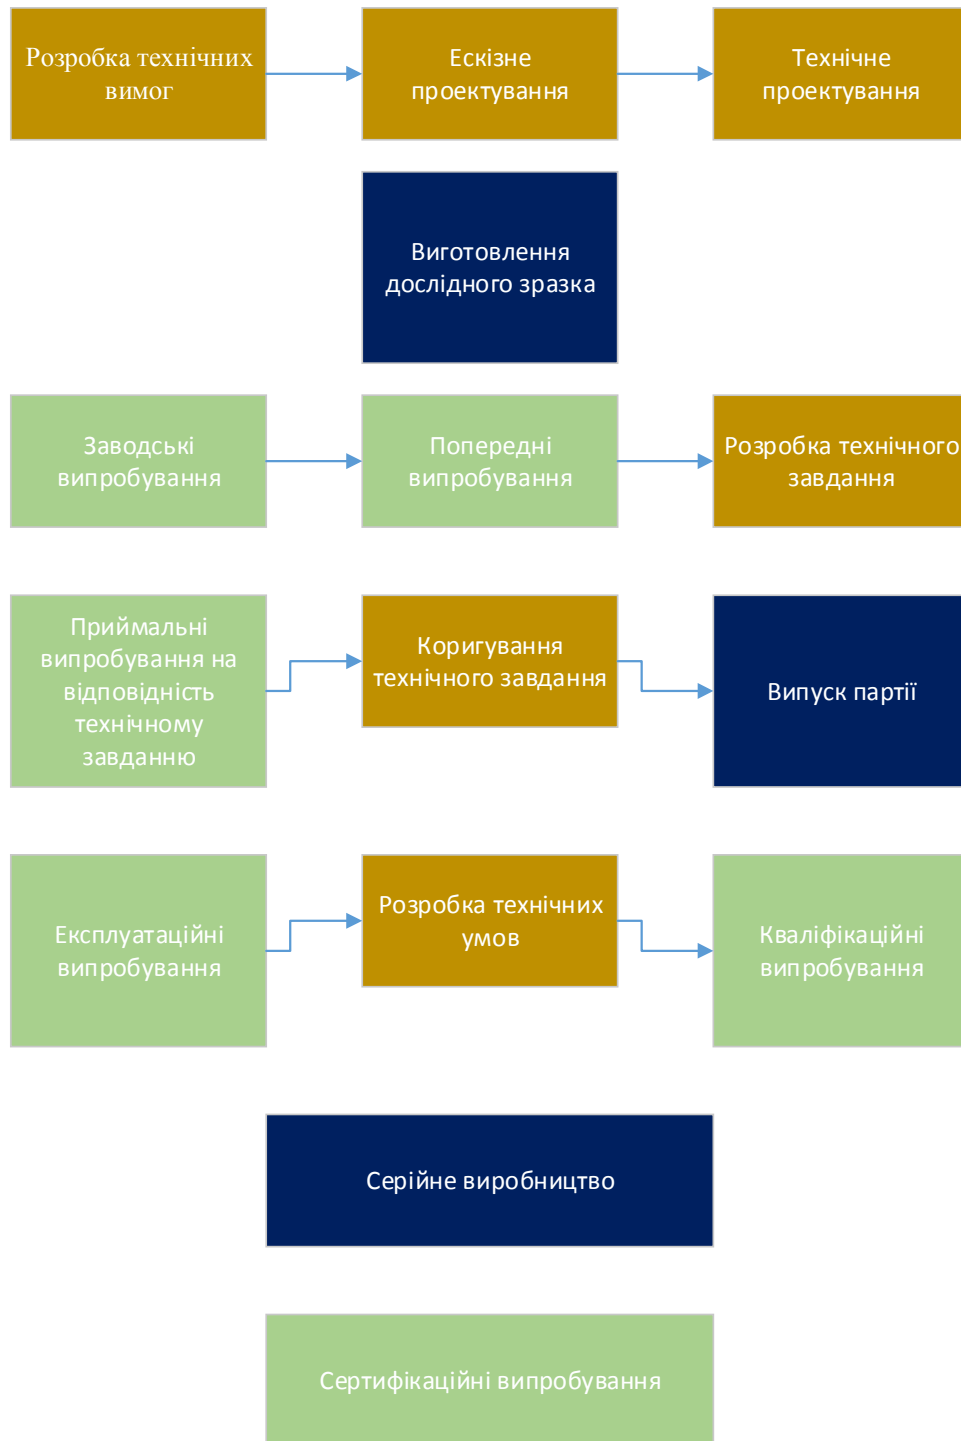 Розробка технічних
вимог
Ескізне
проектування
Технічне
проектування
Виготовлення
дослідного зразка
Заводські
випробування
Попередні
випробування
Розробка технічного
завдання
Приймальні
випробування на
відповідність
технічному
завданню
Коригування
технічного завдання
Випуск партії
Експлуатаційні
випробування
Розробка технічних
умов
Кваліфікаційні
випробування
Серійне виробництво
Сертифікаційні випробування